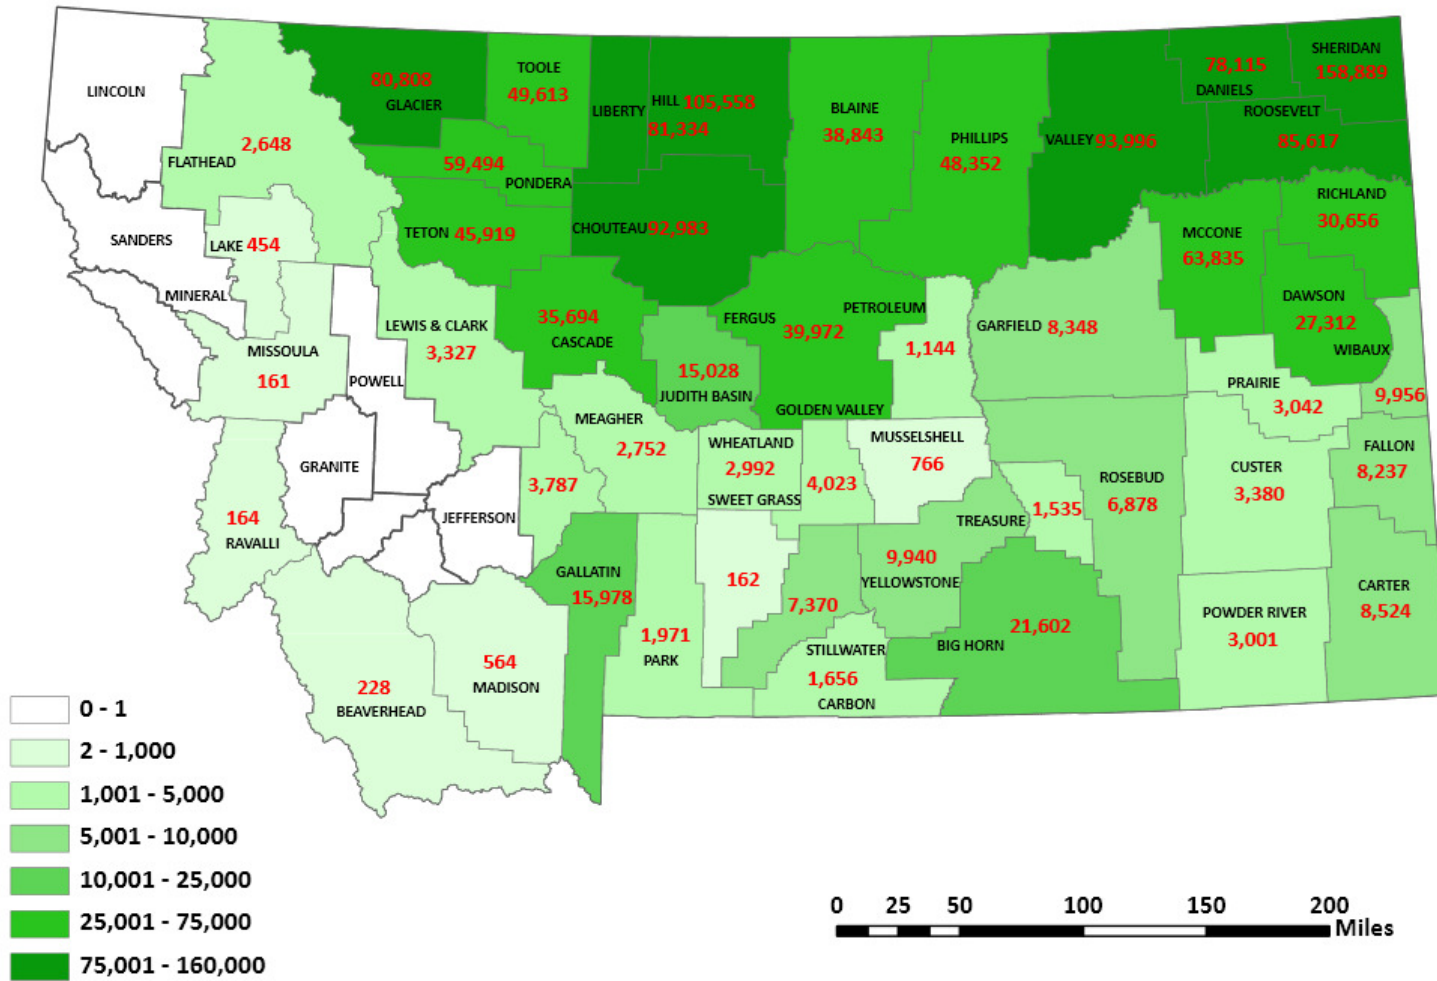 LINCOLN
FLATHEAD
2,648
80,808
GLACIER
TOOLE
49,613
LIBERTY
HILL 105,558
81,334
BLAINE
38,843
PHILLIPS
48,352
VALLEY 93,996
78,115
DANIELS
SHERIDAN
158,889
ROOSEVELT
85,617
59,494
PONDERA
TETON 45,919
CHOUTEAU 92,983
MCCONE
63,835
RICHLAND
30,656
SANDERS
LAKE 454
MINERAL
MISSOULA
161
POWELL
LEWIS & CLARK
3,327
35,694
CASCADE
15,028
JUDITH BASIN
FERGUS
39,972
PETROLEUM
1,144
GARFIELD 8,348
DAWSON
27,312
WIBAUX
9,956
PRAIRIE
3,042
GRANITE
MEAGHER
2,752
WHEATLAND
2,992
GOLDEN VALLEY
4,023
MUSSELSHELL
766
ROSEBUD
6,878
CUSTER
3,380
FALLON
8,237
164
RAVALLI
JEFFERSON
3,787
SWEET GRASS
162
TREASURE
1,535
GALLATIN
15,978
1,971
PARK
7,370
STILLWATER
9,940
YELLOWSTONE
BIG HORN
21,602
POWDER RIVER
3,001
CARTER
8,524
228
BEAVERHEAD
564
MADISON
1,656
CARBON
0 - 1
2 - 1,000
1,001 - 5,000
5,001 - 10,000
10,001 - 25,000
25,001 - 75,000
75,001 - 160,000
0 25 50 100 150 200
Miles